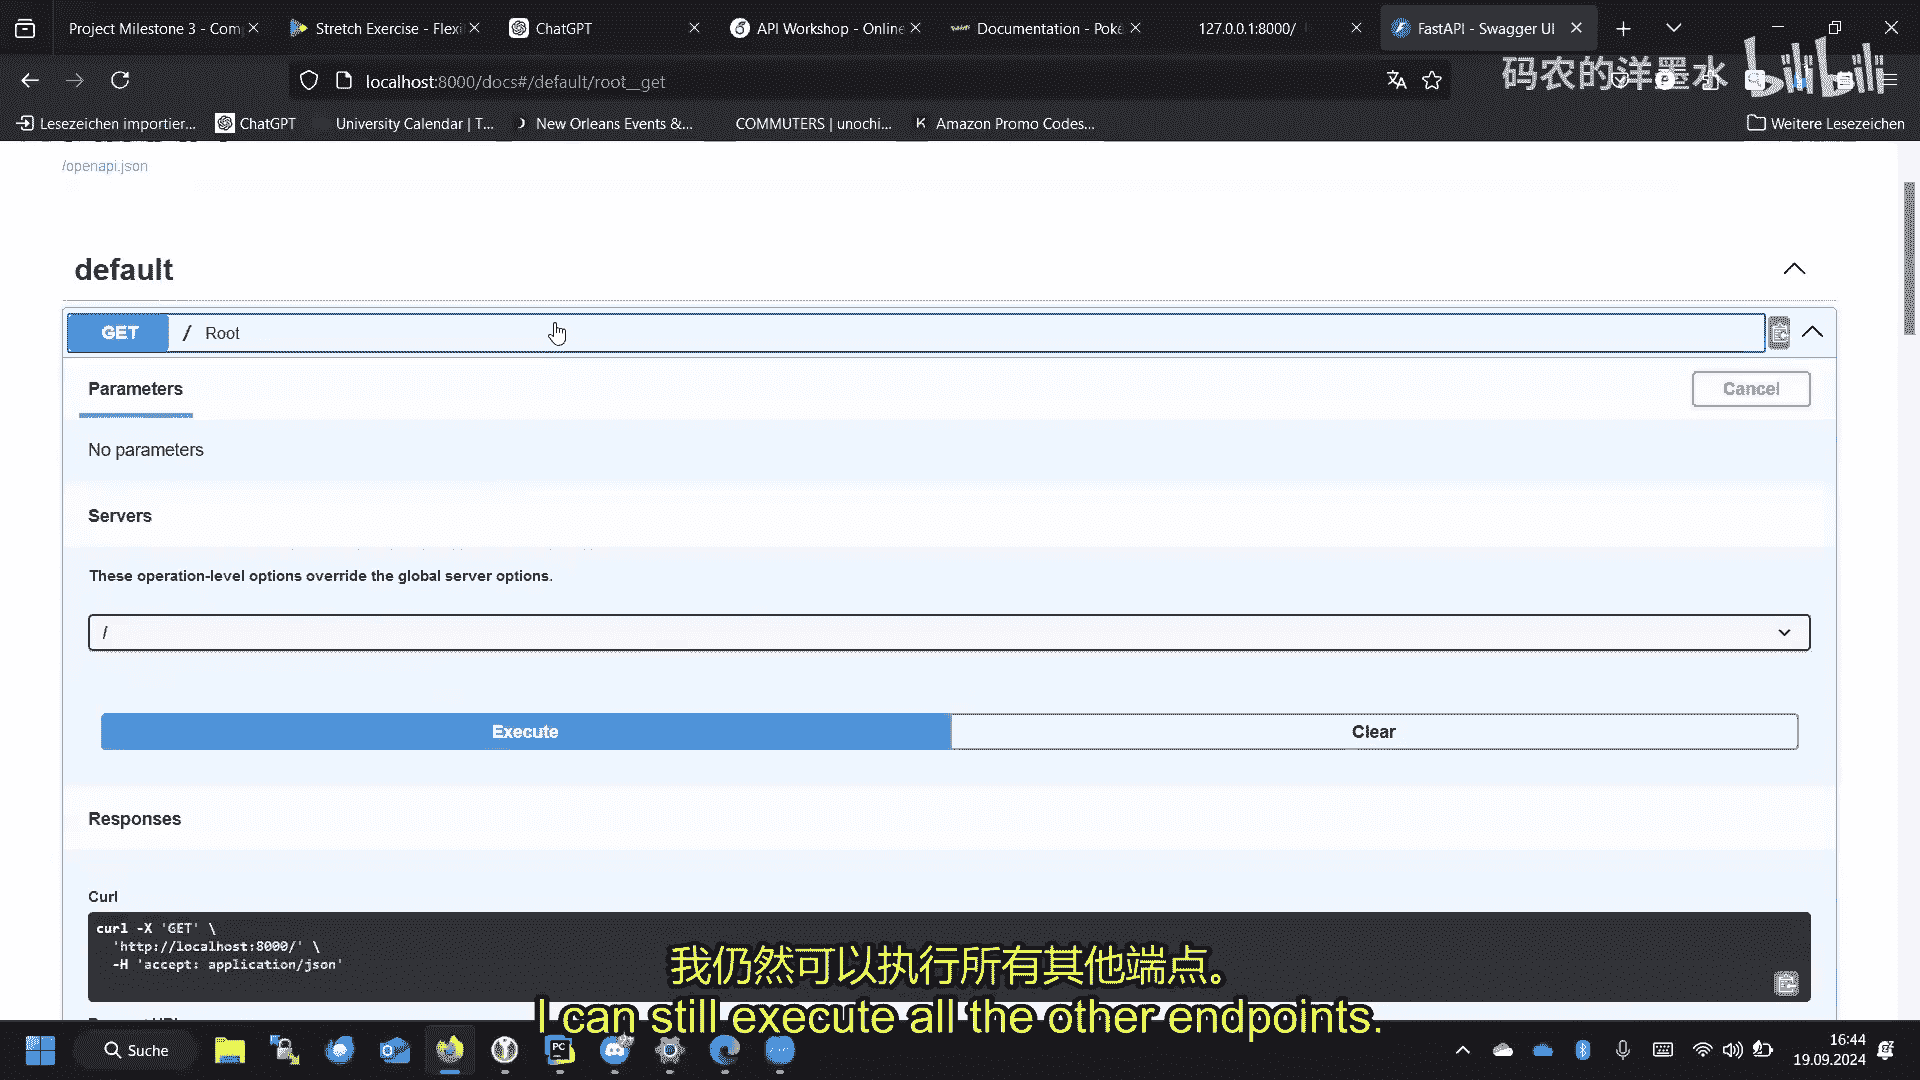 Project Milestone 3 - Com
Stretch Exercise - Flexi
ChatGPT
API Workshop - Online
Documentation - Poké
127.0.0.1:8000/
FastAPI - Swagger UI
localhost:8000/docs#/default/root__get
码农的洋墨水 bilibili
Lesezeichen importier...
ChatGPT
University Calendar | T...
New Orleans Events &...
COMMUTERS | unochi...
K Amazon Promo Codes...
Weitere Lesezeichen
/openapi.json
default
GET / Root
Parameters
Cancel
No parameters
Servers
These operation-level options override the global server options.
/
Execute
Clear
Responses
Curl
curl -X 'GET' \
'http://localhost:8000/' \
-H 'accept: application/json'
我仍然可以执行所有其他端点。
I can still execute all the other endpoints.
Suche
PC
16:44
19.09.2024